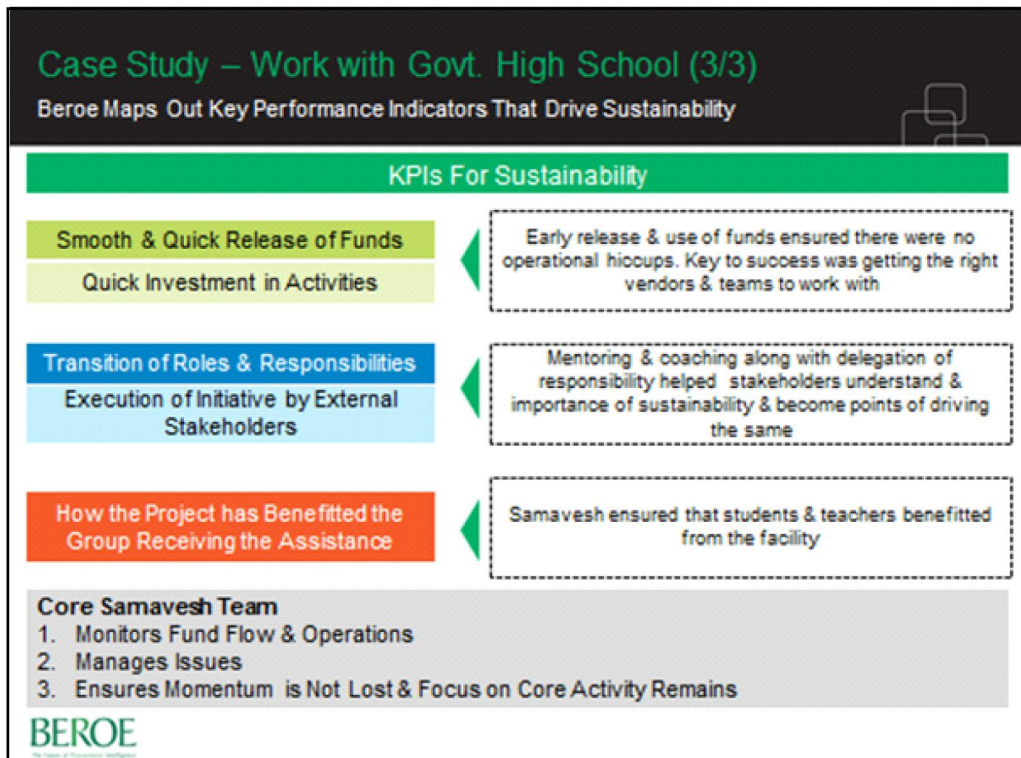 Case Study – Work with Govt. High School (3/3)
Beroe Maps Out Key Performance Indicators That Drive Sustainability
KPIs For Sustainability
Smooth & Quick Release of Funds
Quick Investment in Activities
Early release & use of funds ensured there were no
operational hiccups. Key to success was getting the right
vendors & teams to work with
Transition of Roles & Responsibilities
Execution of Initiative by External
Stakeholders
Mentoring & coaching along with delegation of
responsibility helped stakeholders understand &
importance of sustainability & become points of driving
the same
How the Project has Benefitted the
Group Receiving the Assistance
Samavesh ensured that students & teachers benefitted
from the facility
Core Samavesh Team
1. Monitors Fund Flow & Operations
2. Manages Issues
3. Ensures Momentum is Not Lost & Focus on Core Activity Remains
BEROE
The Future of Procurement Intelligence